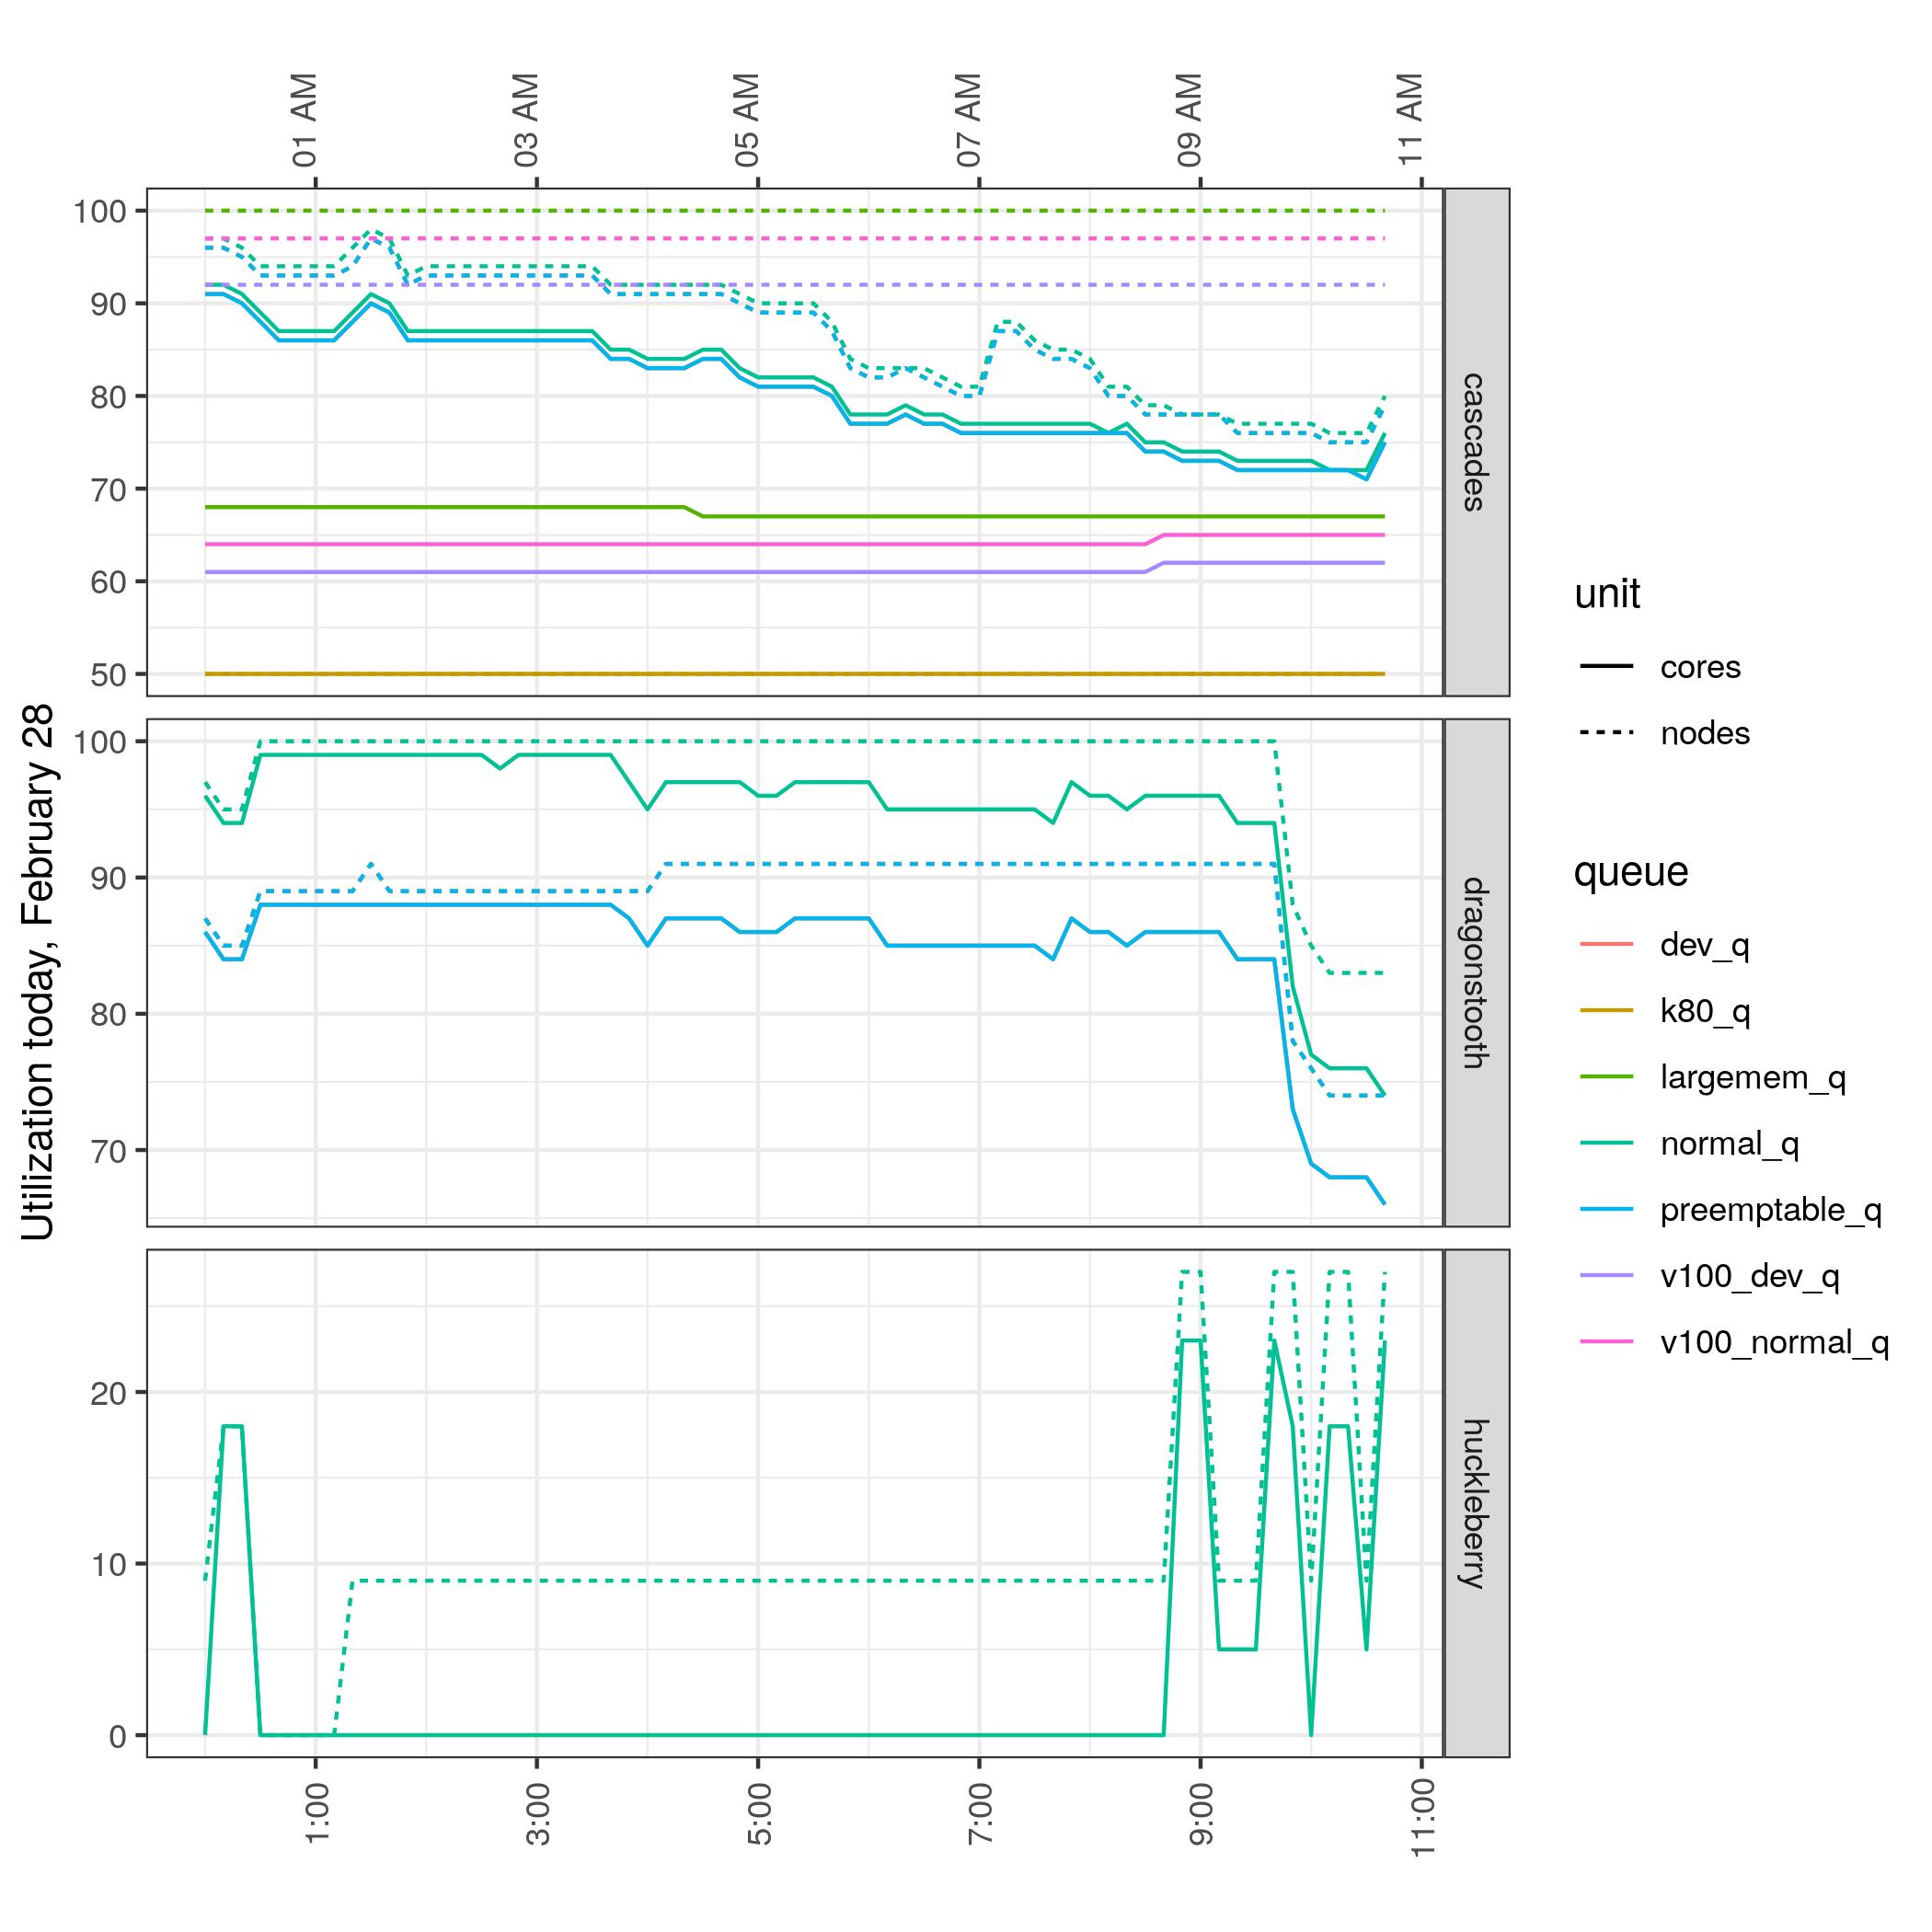 01 AM
03 AM
05 AM
07 AM
09 AM
11 AM
Utilization today, February 28
100
90
80
70
60
50
cascades
100
90
80
70
dragonstooth
20
10
0
huckleberry
1:00
3:00
5:00
7:00
9:00
11:00
unit
cores
nodes
queue
dev_q
k80_q
largemem_q
normal_q
preemptable_q
v100_dev_q
v100_normal_q